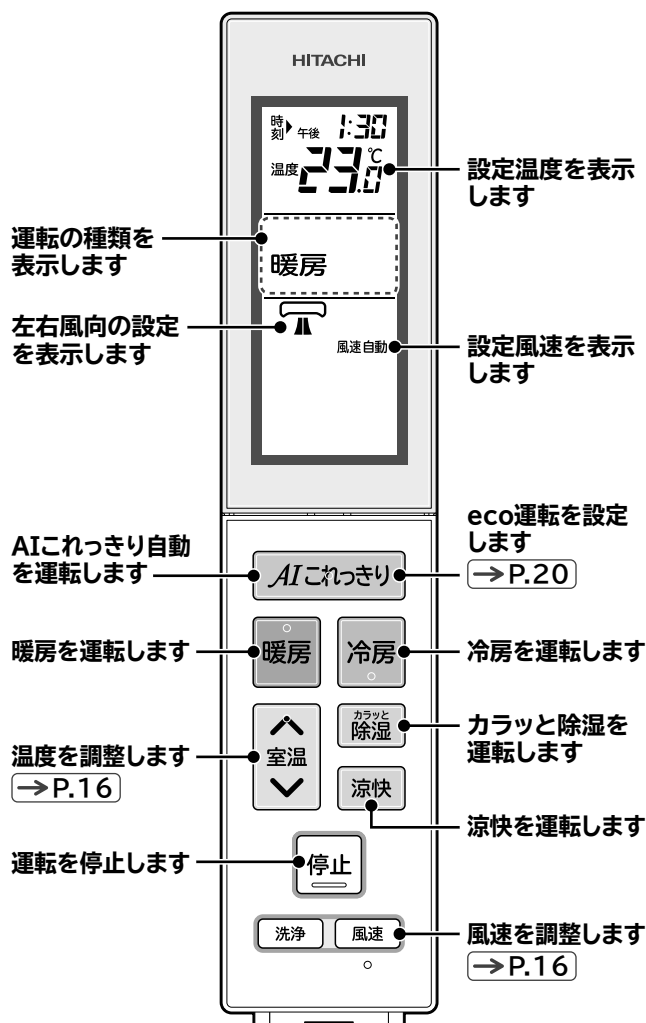 HITACHI
時刻 午後 1:30
温度 23.0℃
設定温度を表示
します
運転の種類を
表示します
暖房
左右風向の設定
を表示します
風速自動
設定風速を表示
します
AIこれっきり自動
を運転します
AIこれっきり
eco運転を設定
します
→P.20
暖房を運転します
暖房
冷房
冷房を運転します
温度を調整します
→P.16
室温
カラッと
除湿
カラッと除湿を
運転します
涼快
涼快を運転します
運転を停止します
停止
洗浄
風速
風速を調整します
→P.16